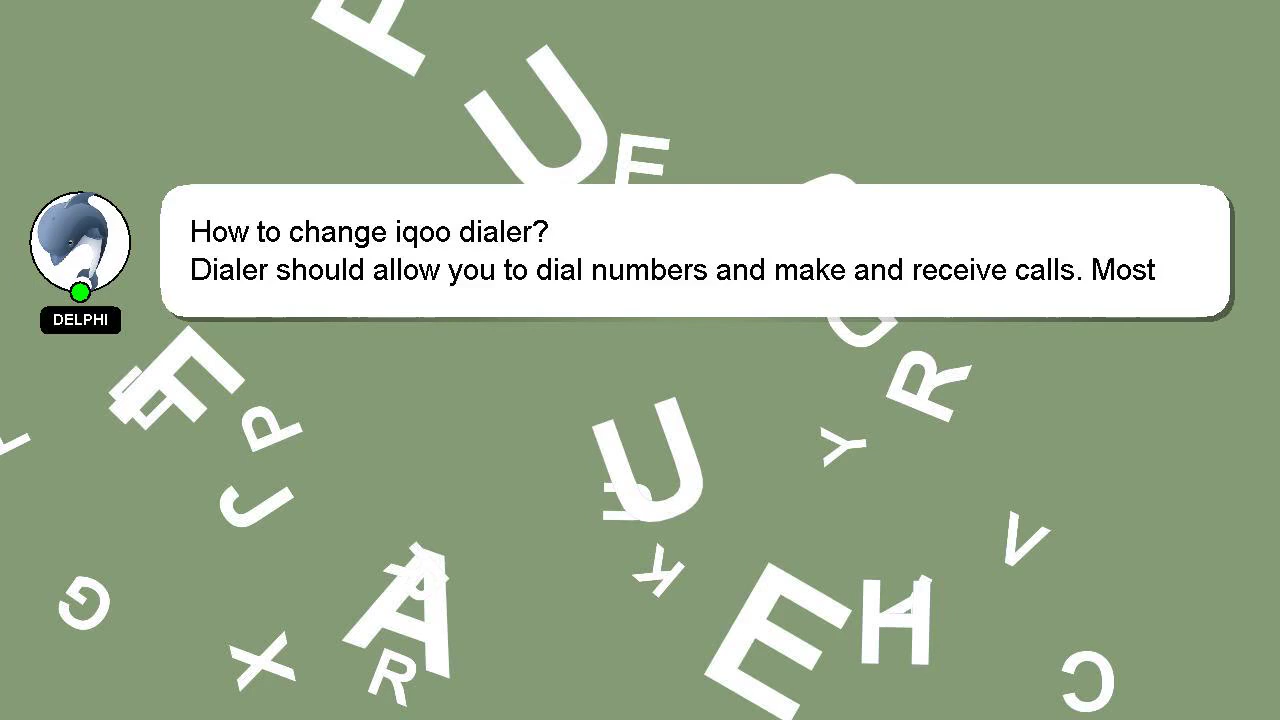 How to change iqoo dialer?
Dialer should allow you to dial numbers and make and receive calls. Most
DELPHI